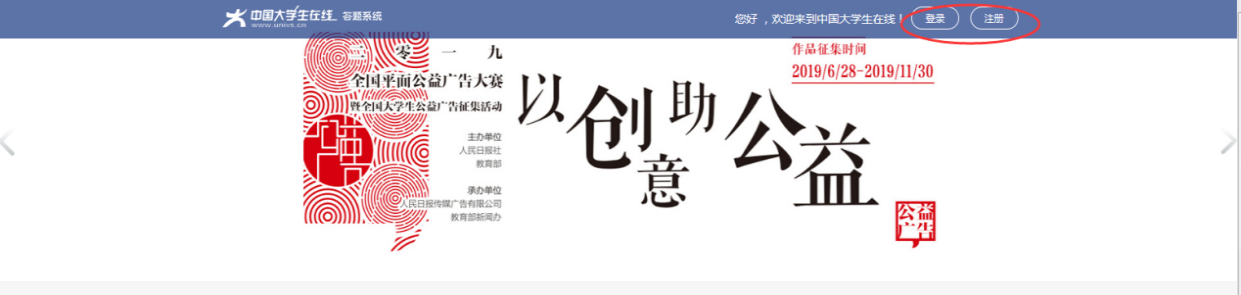 中国大学生在线 答题系统
www.univs.cn
您好，欢迎来到中国大学生在线！ 登录 注册
二零一九
全国平面公益广告大赛
暨全国大学生公益广告征集活动
主办单位
人民日报社
教育部
承办单位
人民日报传媒广告有限公司
教育部新闻办
以创意助公益
作品征集时间
2019/6/28-2019/11/30
公益
广告